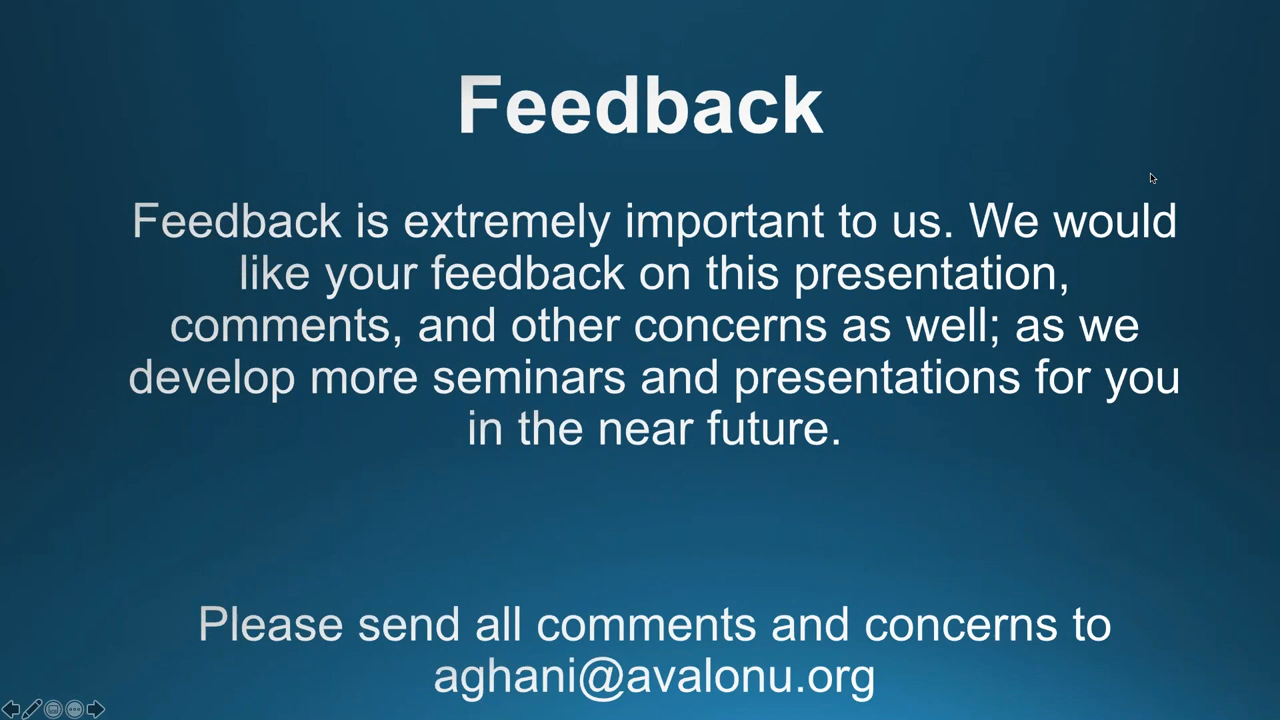 Feedback
Feedback is extremely important to us. We would
like your feedback on this presentation,
comments, and other concerns as well; as we
develop more seminars and presentations for you
in the near future.
Please send all comments and concerns to
aghani@avalonu.org